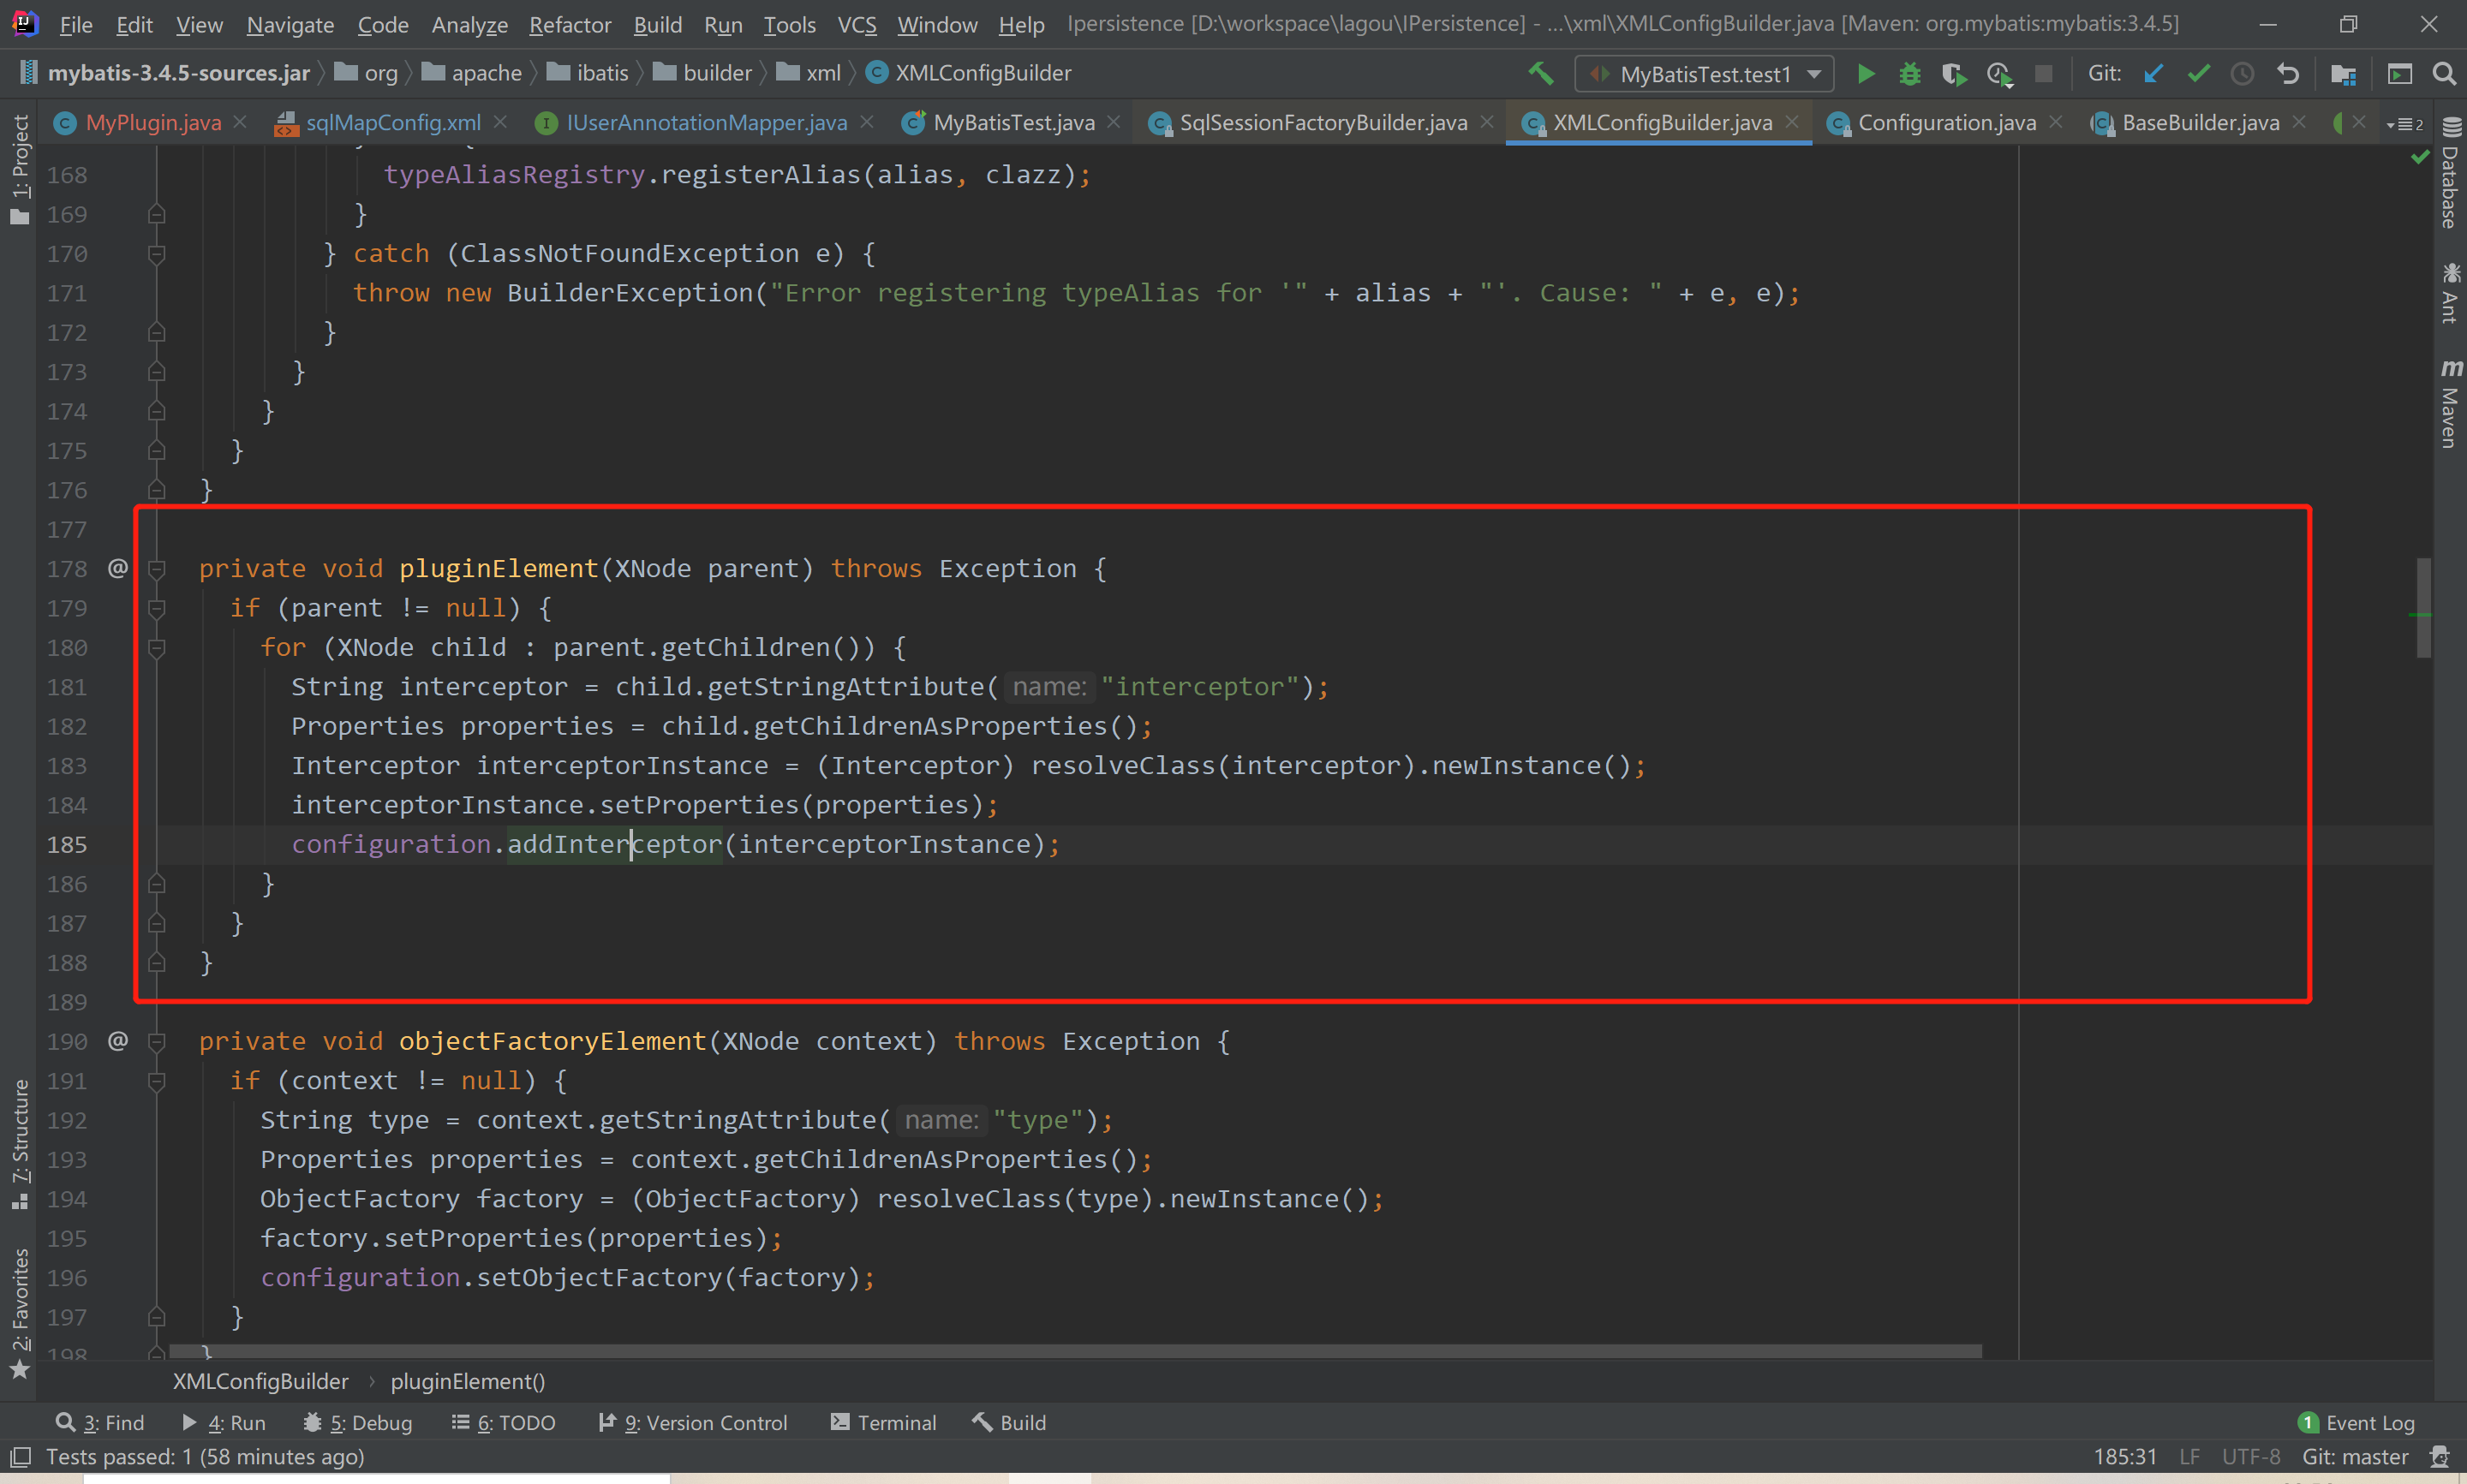 File Edit View Navigate Code Analyze Refactor Build Run Tools VCS Window Help Ipersistence [D:\workspace\lagou\IPersistence] - ...\xml\XMLConfigBuilder.java [Maven: org.mybatis:mybatis:3.4.5]
mybatis-3.4.5-sources.jar org apache ibatis builder xml XMLConfigBuilder MyBatisTest.test1 Git:
MyPlugin.java sqlMapConfig.xml IUserAnnotationMapper.java MyBatisTest.java SqlSessionFactoryBuilder.java XMLConfigBuilder.java Configuration.java BaseBuilder.java 2
1: Project
7: Structure
2: Favorites
Database
Ant
Maven
168 typeAliasRegistry.registerAlias(alias, clazz);
169 }
170 } catch (ClassNotFoundException e) {
171 throw new BuilderException("Error registering typeAlias for '" + alias + "'. Cause: " + e, e);
172 }
173 }
174 }
175 }
176 }
177
178 @ private void pluginElement(XNode parent) throws Exception {
179 if (parent != null) {
180 for (XNode child : parent.getChildren()) {
181 String interceptor = child.getStringAttribute( name: "interceptor");
182 Properties properties = child.getChildrenAsProperties();
183 Interceptor interceptorInstance = (Interceptor) resolveClass(interceptor).newInstance();
184 interceptorInstance.setProperties(properties);
185 configuration.addInterceptor(interceptorInstance);
186 }
187 }
188 }
189
190 @ private void objectFactoryElement(XNode context) throws Exception {
191 if (context != null) {
192 String type = context.getStringAttribute( name: "type");
193 Properties properties = context.getChildrenAsProperties();
194 ObjectFactory factory = (ObjectFactory) resolveClass(type).newInstance();
195 factory.setProperties(properties);
196 configuration.setObjectFactory(factory);
197 }
198 }
XMLConfigBuilder › pluginElement()
3: Find 4: Run 5: Debug 6: TODO 9: Version Control Terminal Build 1 Event Log
Tests passed: 1 (58 minutes ago) 185:31 LF UTF-8 Git: master